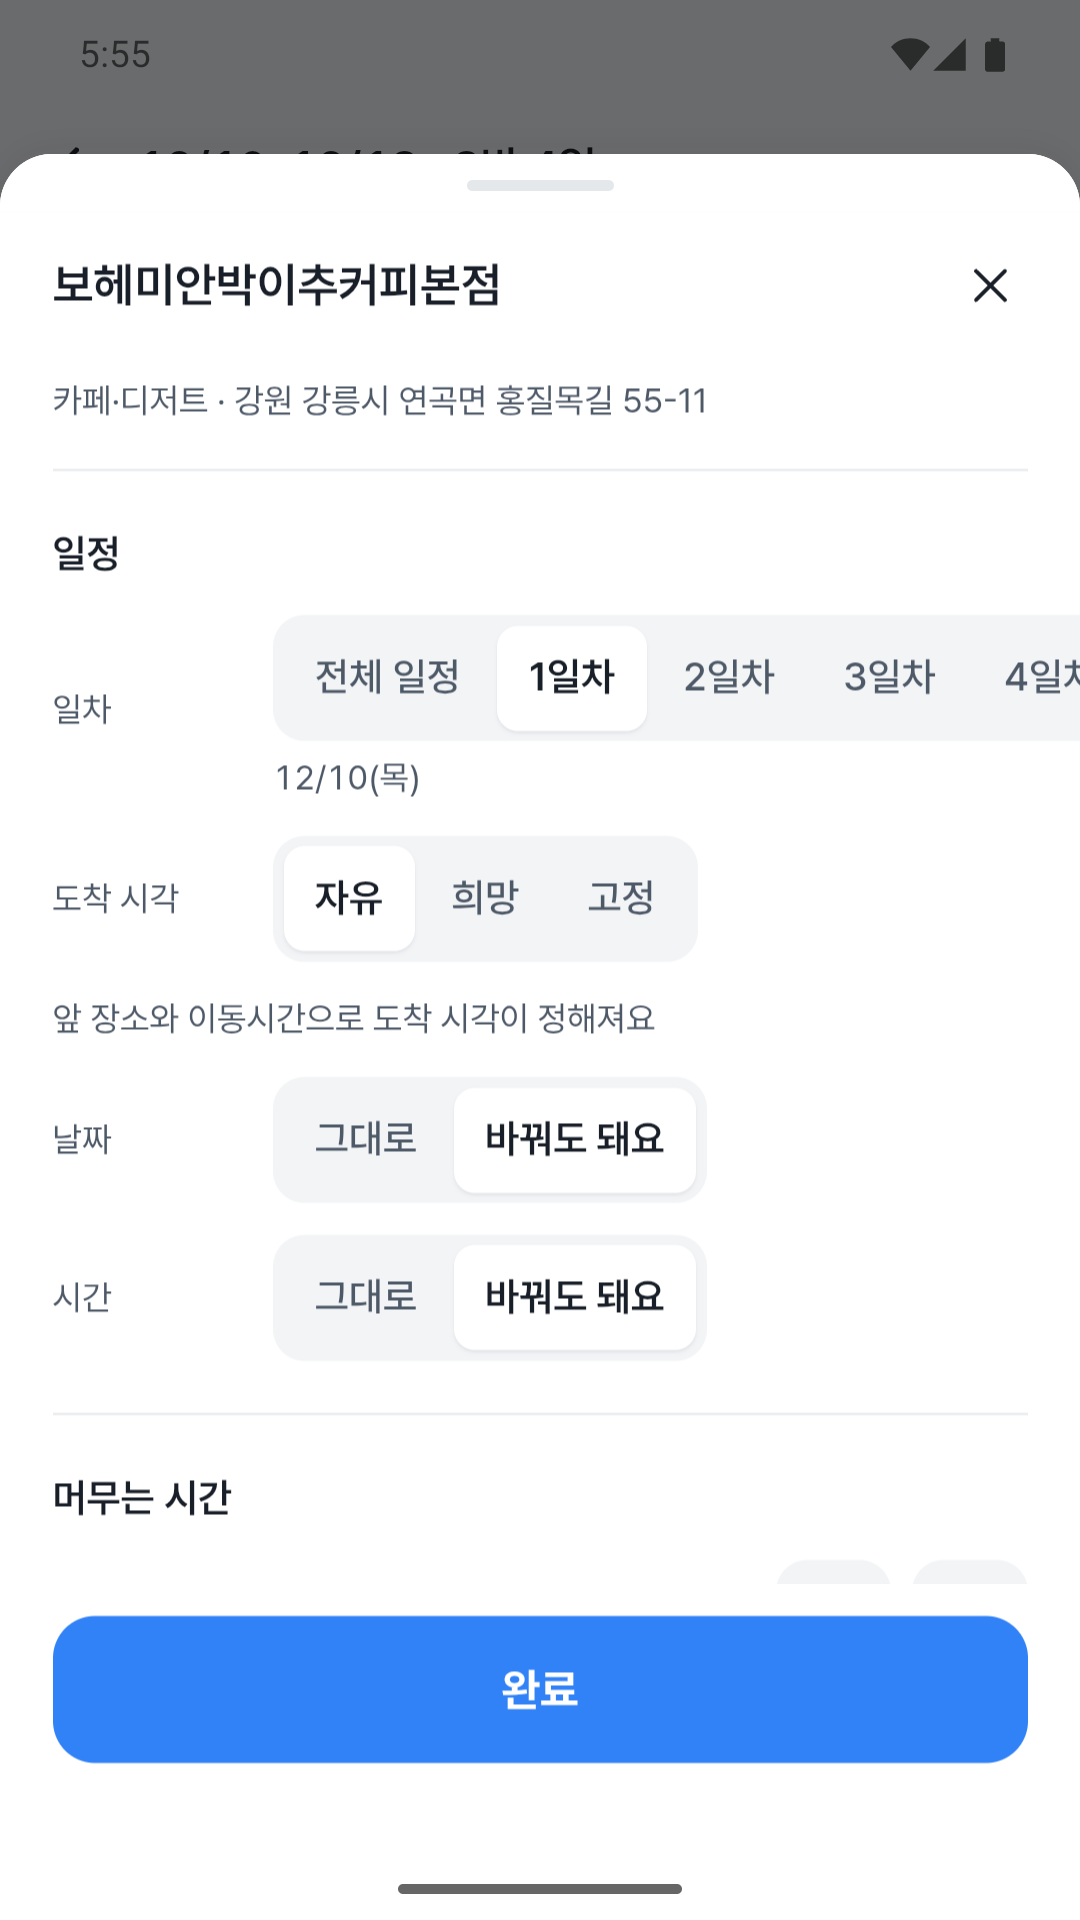 5:55
보헤미안박이추커피본점
카페·디저트 · 강원 강릉시 연곡면 홍질목길 55-11
일정
일차
전체 일정 1일차 2일차 3일차 4일차
12/10(목)
도착 시각
자유 희망 고정
앞 장소와 이동시간으로 도착 시각이 정해져요
날짜
그대로 바꿔도 돼요
시간
그대로 바꿔도 돼요
머무는 시간
완료